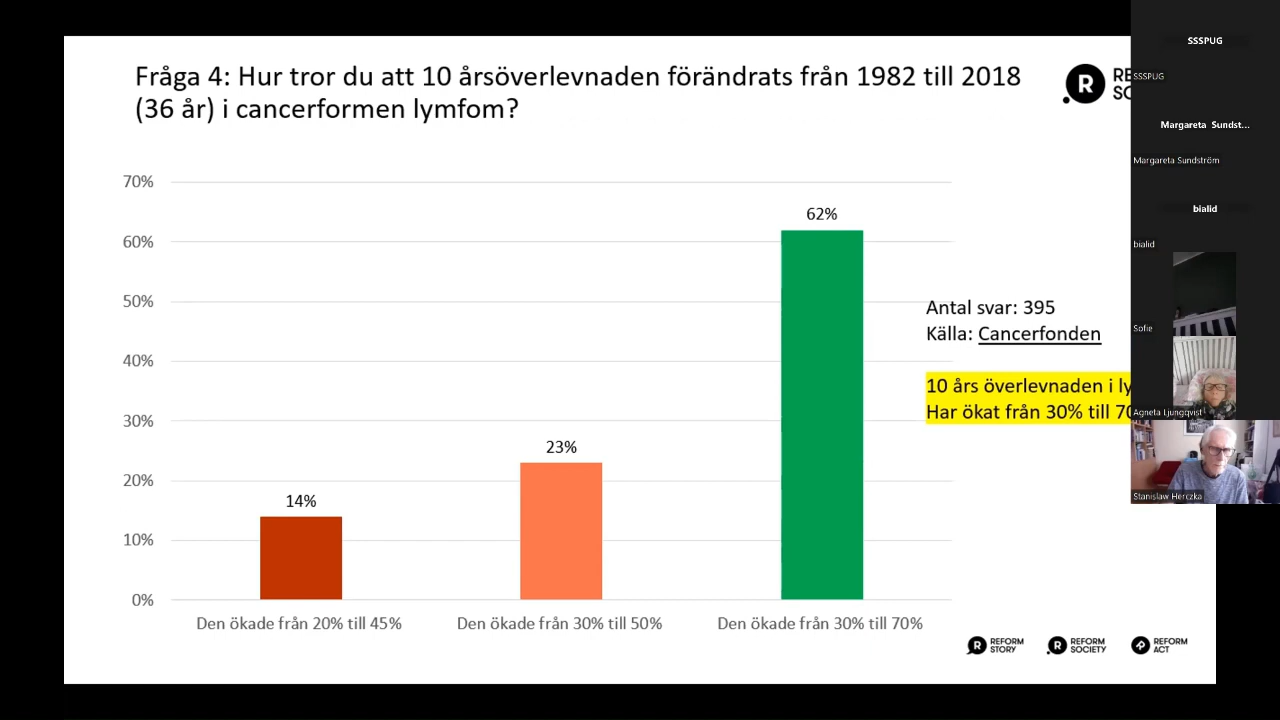 Fråga 4: Hur tror du att 10 årsöverlevnaden förändrats från 1982 till 2018
(36 år) i cancerformen lymfom?
R
RE
SO
70%
60%
50%
40%
30%
20%
10%
0%
14%
23%
62%
Den ökade från 20% till 45%
Den ökade från 30% till 50%
Den ökade från 30% till 70%
Antal svar: 395
Källa: Cancerfonden
10 års överlevnaden i ly
Har ökat från 30% till 70
R REFORM
STORY
R REFORM
SOCIETY
REFORM
ACT
SSSPUG
SSSPUG
Margareta Sundst...
Margareta Sundström
bialid
bialid
Sofie
Agneta Ljungqvist
Stanislaw Herczka